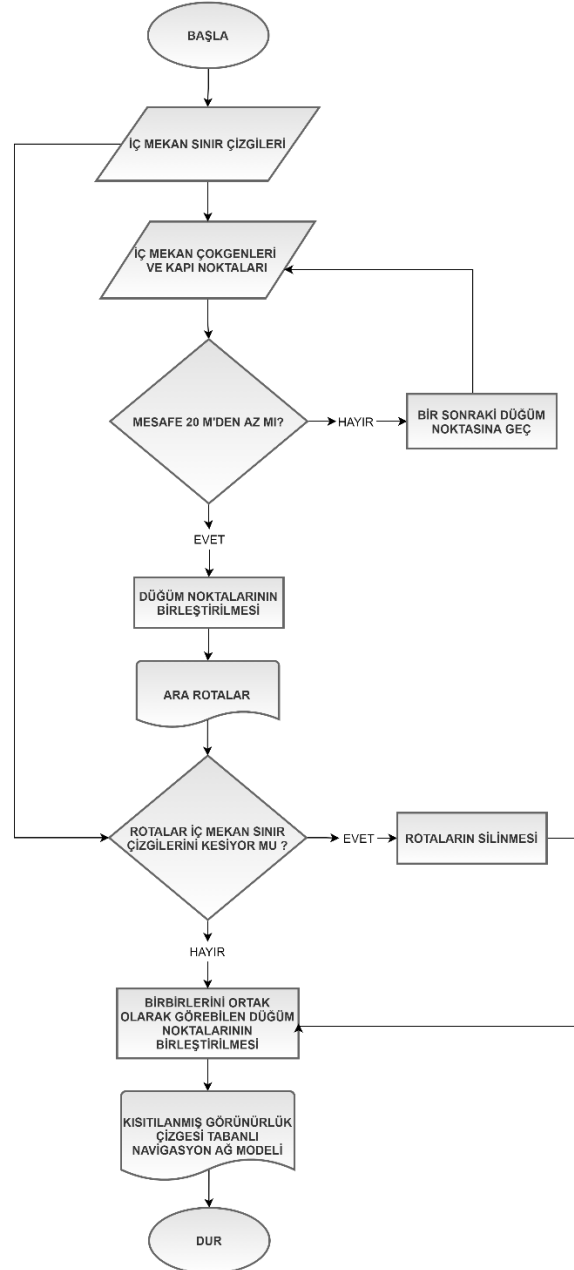 BAŞLA
İÇ MEKAN SINIR ÇİZGİLERİ
İÇ MEKAN ÇOKGENLERİ
VE KAPI NOKTALARI
MESAFE 20 M'DEN AZ MI?
HAYIR
BİR SONRAKİ DÜĞÜM
NOKTASINA GEÇ
EVET
DÜĞÜM NOKTALARININ
BİRLEŞTİRİLMESİ
ARA ROTALAR
ROTALAR İÇ MEKAN SINIR
ÇİZGİLERİNİ KESİYOR MU ?
EVET
ROTALARIN SİLİNMESİ
HAYIR
BİRBİRLERİNİ ORTAK
OLARAK GÖREBİLEN DÜĞÜM
NOKTALARININ
BİRLEŞTİRİLMESİ
KISITILANMIŞ GÖRÜNÜRLÜK
ÇİZGESİ TABANLI
NAVİGASYON AĞ MODELİ
DUR